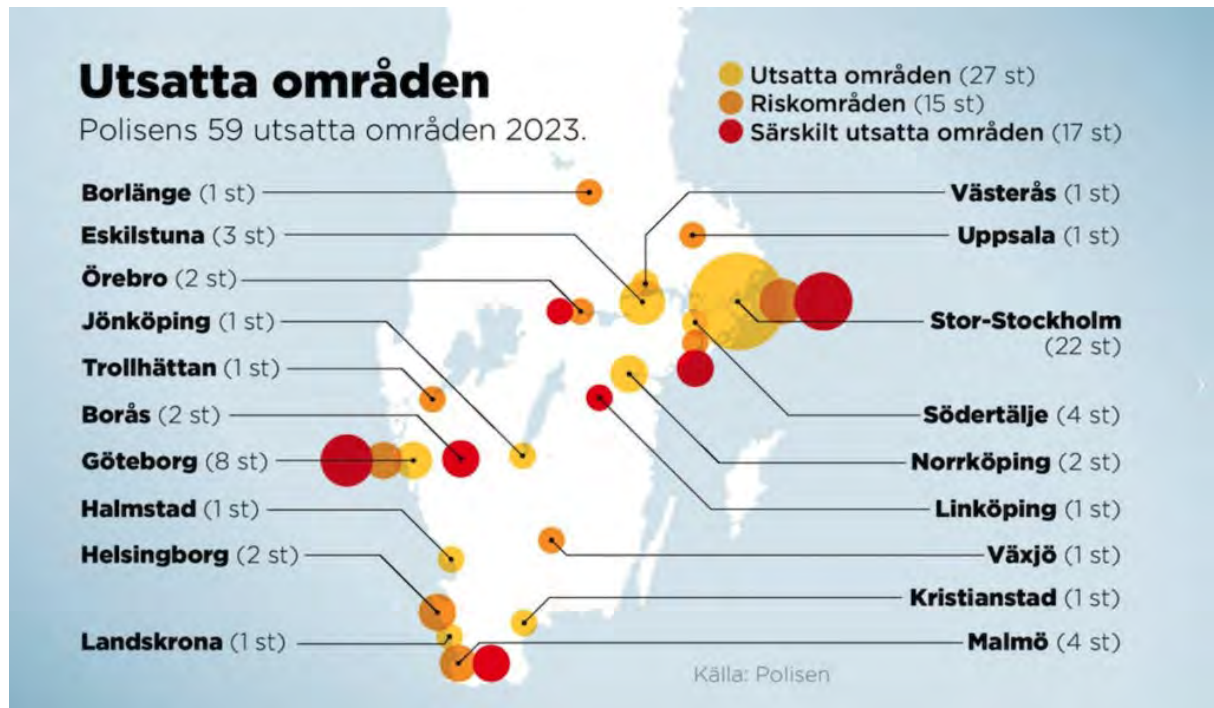 Utsatta områden
Polisens 59 utsatta områden 2023.
Utsatta områden (27 st)
Riskområden (15 st)
Särskilt utsatta områden (17 st)
Borlänge (1 st)
Eskilstuna (3 st)
Örebro (2 st)
Jönköping (1 st)
Trollhättan (1 st)
Borås (2 st)
Göteborg (8 st)
Halmstad (1 st)
Helsingborg (2 st)
Landskrona (1 st)
Västerås (1 st)
Uppsala (1 st)
Stor-Stockholm
(22 st)
Södertälje (4 st)
Norrköping (2 st)
Linköping (1 st)
Växjö (1 st)
Kristianstad (1 st)
Malmö (4 st)
Källa: Polisen